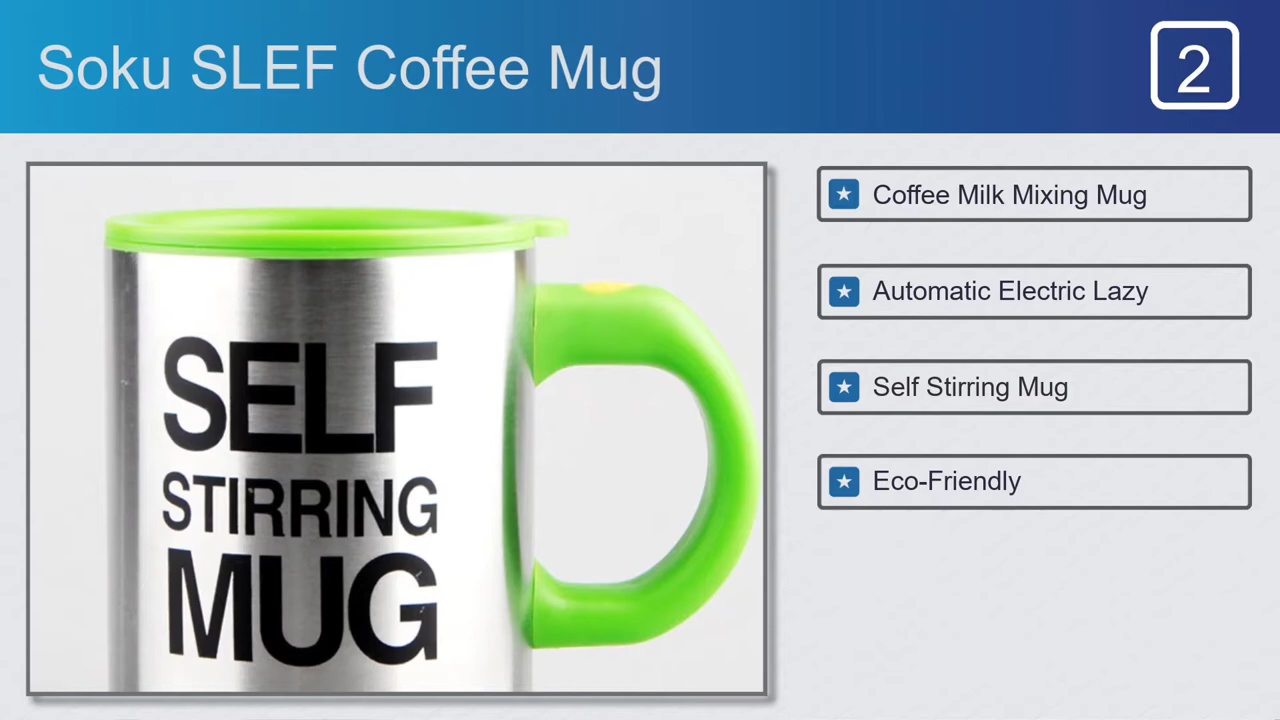 Soku SLEF Coffee Mug
2
SELF
STIRRING
MUG
Coffee Milk Mixing Mug
Automatic Electric Lazy
Self Stirring Mug
Eco-Friendly